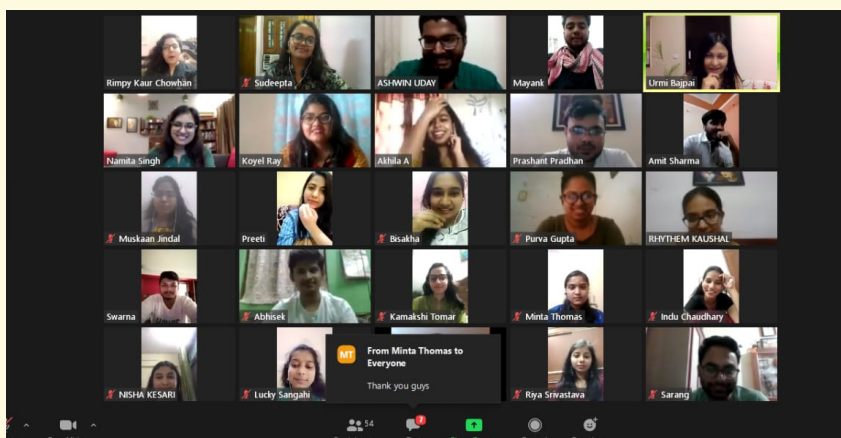 Rimpy Kaur Chowhan
Sudeepta
ASHWIN UDAY
Mayank
Urmi Bajpai
Namita Singh
Koyel Ray
Akhila A
Prashant Pradhan
Amit Sharma
Muskaan Jindal
Preeti
Bisakha
Purva Gupta
RHYTHEM KAUSHAL
Swarna
Abhisek
Kamakshi Tomar
Minta Thomas
Indu Chaudhary
NISHA KESARI
Lucky Sangahi
MT
From Minta Thomas to
Everyone
Thank you guys
Riya Srivastava
Sarang
54
7